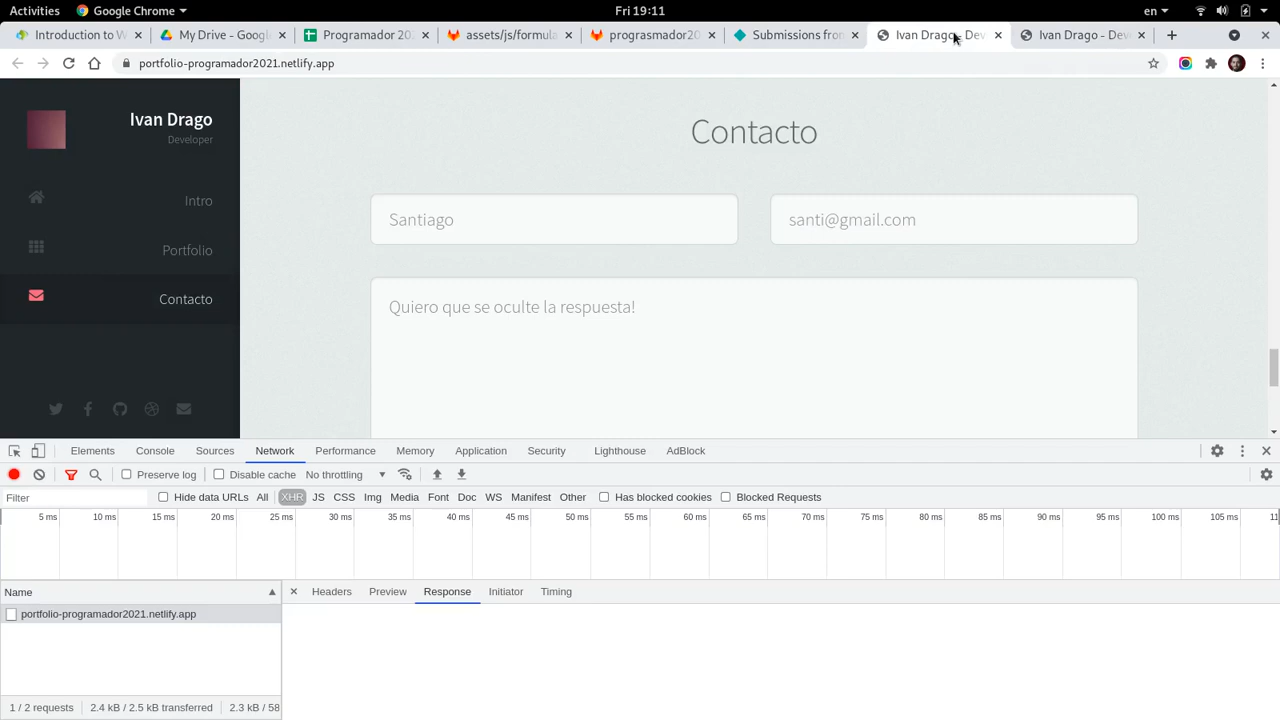 Activities Google Chrome Fri 19:11 en
Introduction to W My Drive - Googl Programador 202 assets/js/formula prograsmador20 Submissions fron Ivan Drago - Dev Ivan Drago - Dev
portfolio-programador2021.netlify.app
Ivan Drago
Developer
Intro
Portfolio
Contacto
Contacto
Santiago santi@gmail.com
Quiero que se oculte la respuesta!
Elements Console Sources Network Performance Memory Application Security Lighthouse AdBlock
Preserve log Disable cache No throttling
Filter Hide data URLs All XHR JS CSS Img Media Font Doc WS Manifest Other Has blocked cookies Blocked Requests
5 ms 10 ms 15 ms 20 ms 25 ms 30 ms 35 ms 40 ms 45 ms 50 ms 55 ms 60 ms 65 ms 70 ms 75 ms 80 ms 85 ms 90 ms 95 ms 100 ms 105 ms 11
Name Headers Preview Response Initiator Timing
portfolio-programador2021.netlify.app
1 / 2 requests 2.4 kB / 2.5 kB transferred 2.3 kB / 58